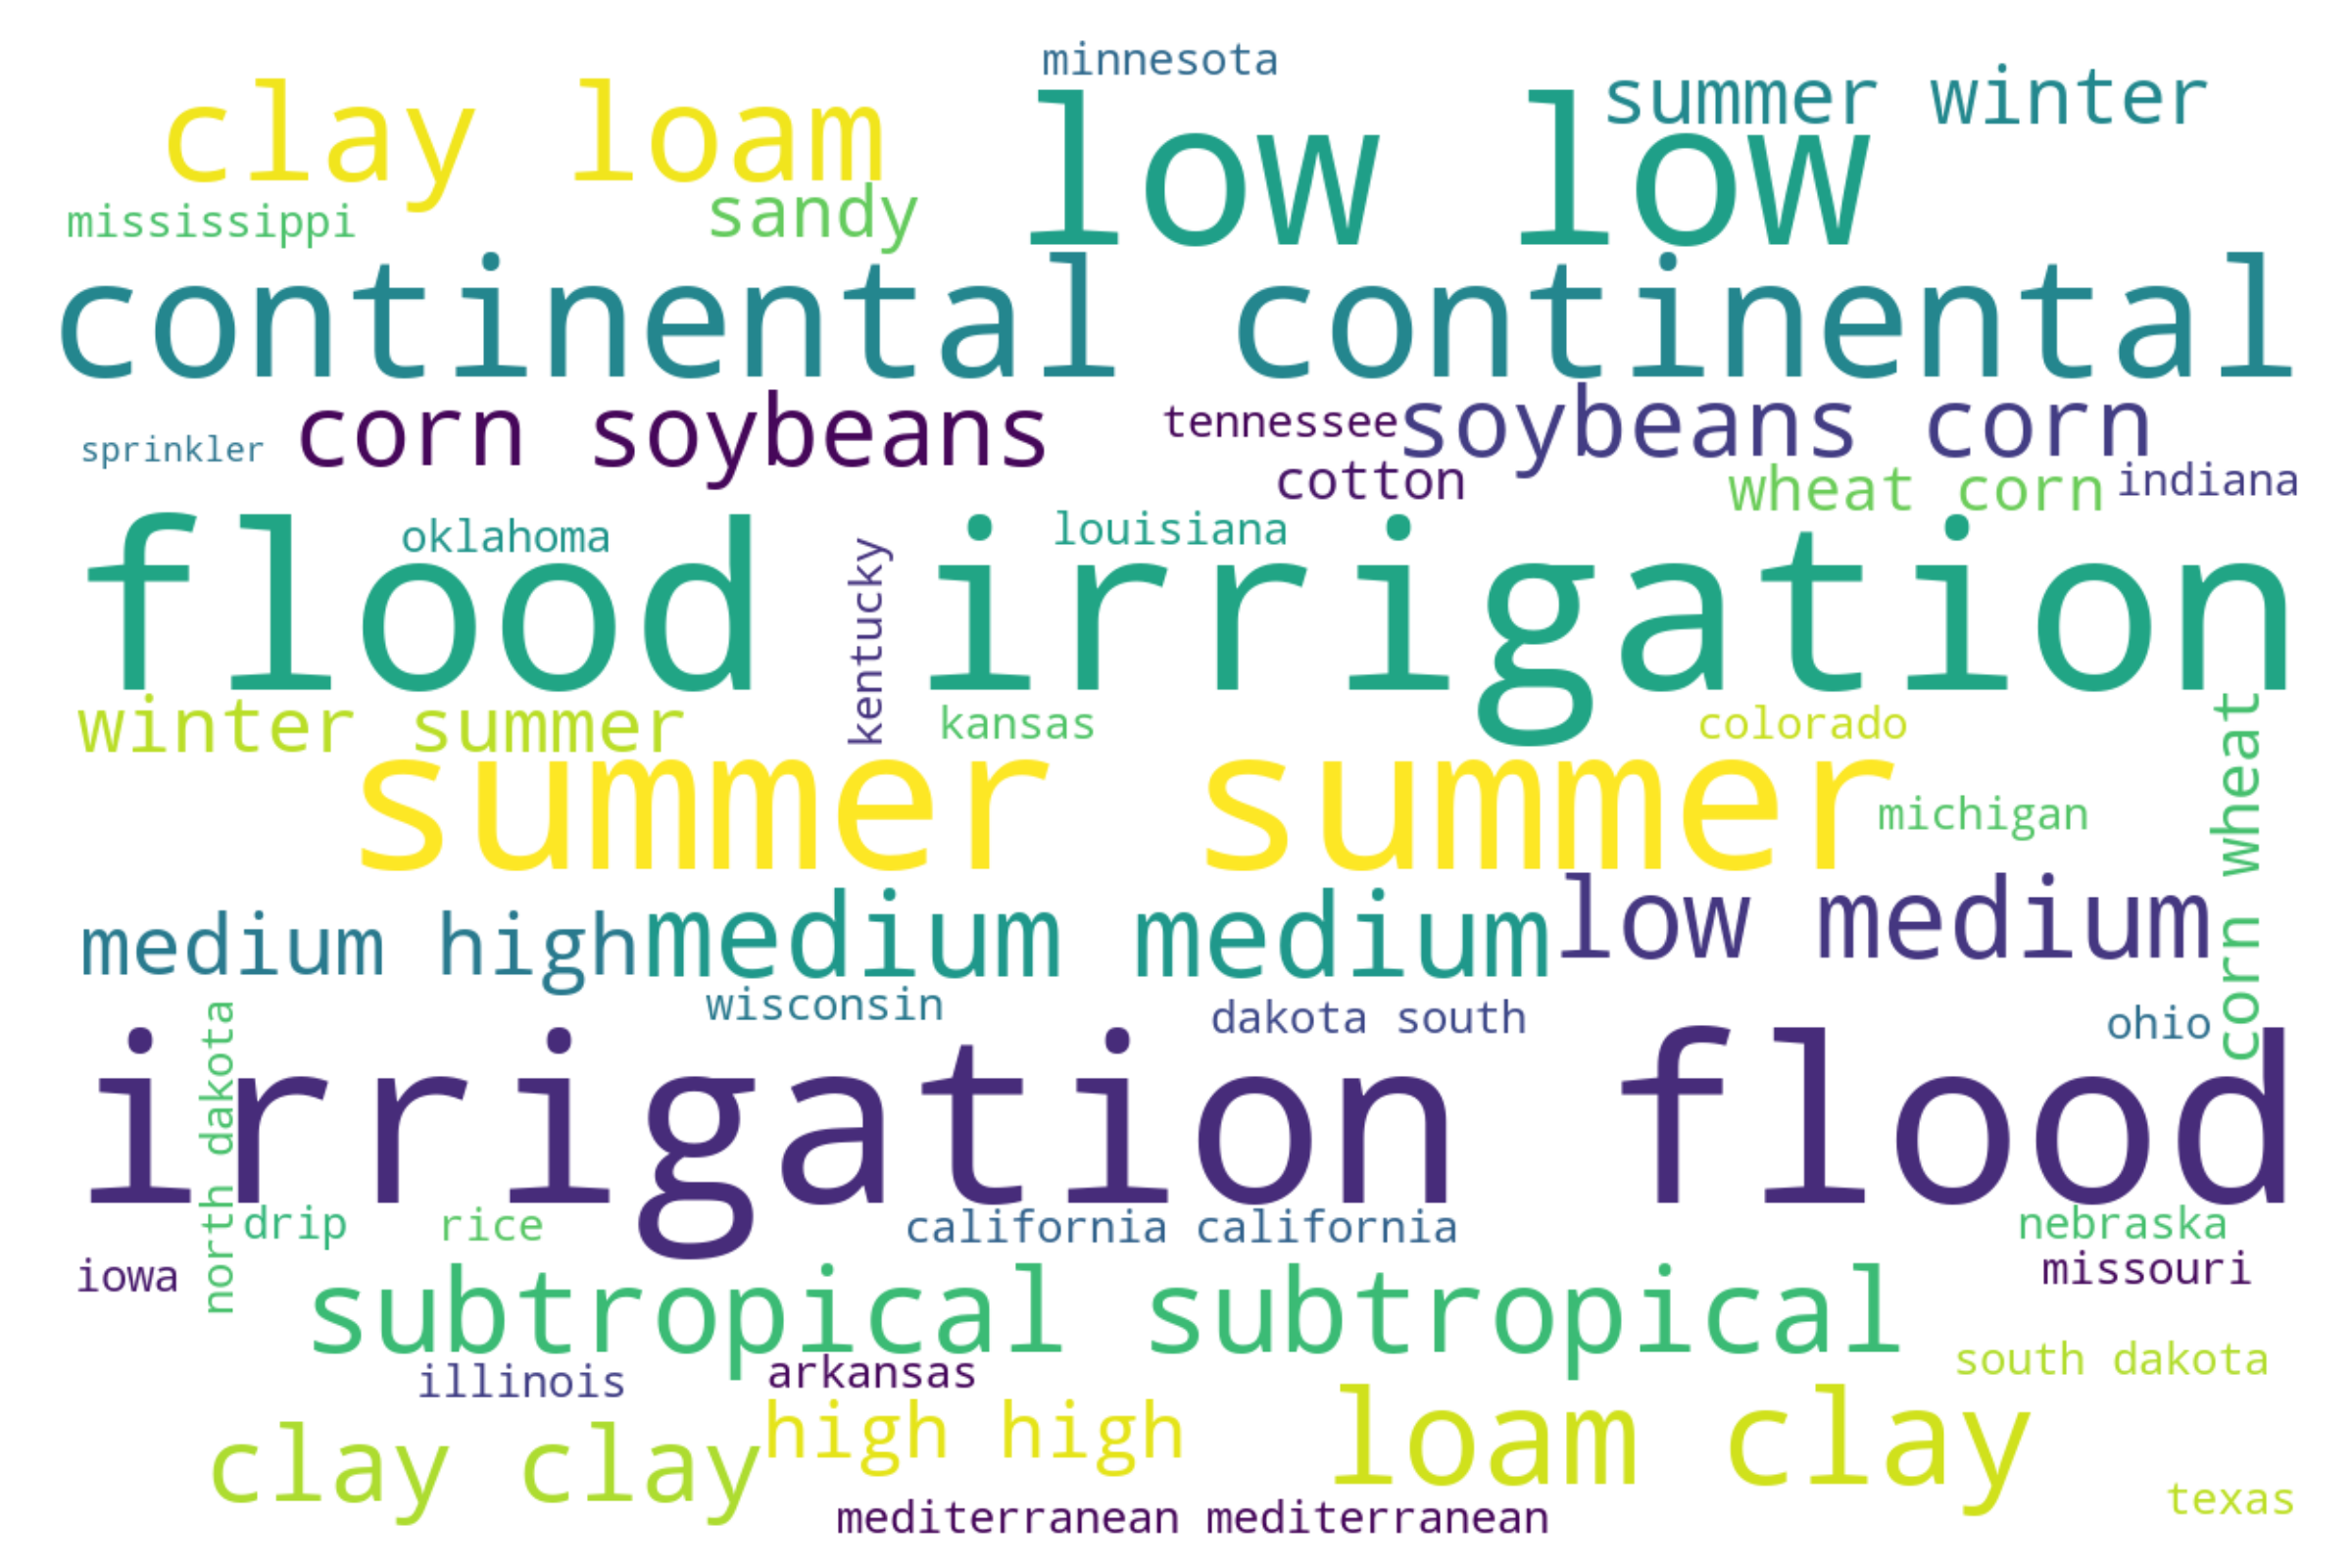 minnesota
clay loam
summer winter
low low
mississippi
sandy
continental continental
corn soybeans
tennessee
soybeans corn
sprinkler
cotton
wheat corn
indiana
oklahoma
louisiana
flood irrigation
kentucky
winter summer
kansas
colorado
corn wheat
summer summer
michigan
medium high
medium medium
low medium
wisconsin
dakota south
ohio
north dakota
irrigation flood
drip
rice
california california
nebraska
iowa
missouri
subtropical subtropical
illinois
arkansas
south dakota
clay clay
high high
loam clay
texas
mediterranean mediterranean